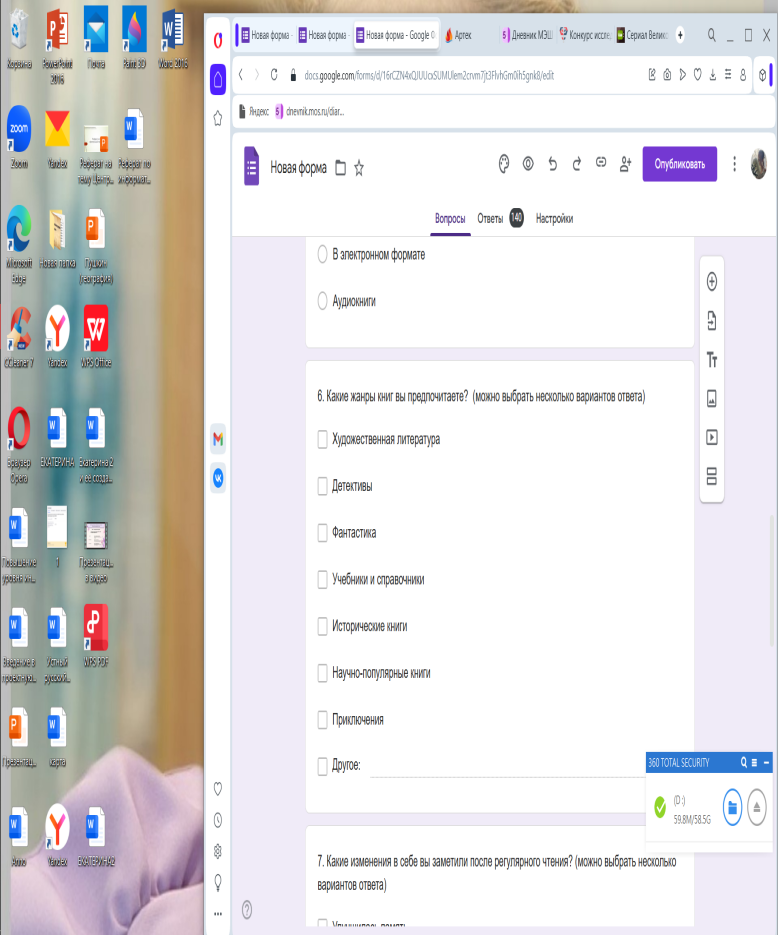 Корзина
PowerPoint 2016
Почта
Paint 3D
Word 2016
Zoom
Yandex
Реферат на тему Центр...
Реферат по информат...
Microsoft Edge
Новая папка
Пушкин (география)
CCleaner 7
Yandex
WPS Office
Браузер Opera
ЕКАТЕРИНА
Екатерина 2 и ее созда...
Повышение уровня ин...
1
Презентац... в видео
Введение в проектную...
Устный русский...
WPS PDF
Презентац...
карта
Anno
Yandex
ЕКАТЕРИНА2
Новая форма -
Новая форма -
Новая форма - Google Ф
Артек
Дневник МЭШ
Конкурс иссле
Сериал Велик
docs.google.com/forms/d/16rCZN4xQJUUcxSUMUlem2crvm7jt3FlvhGm0ih5gnk8/edit
Яндекс
dnevnik.mos.ru/diar...
Новая форма
Опубликовать
Вопросы
Ответы 140
Настройки
В электронном формате
Аудиокниги
6. Какие жанры книг вы предпочитаете? (можно выбрать несколько вариантов ответа)
Художественная литература
Детективы
Фантастика
Учебники и справочники
Исторические книги
Научно-популярные книги
Приключения
Другое:
360 TOTAL SECURITY
(D:)
59.8M/58.5G
7. Какие изменения в себе вы заметили после регулярного чтения? (можно выбрать несколько
вариантов ответа)
Улучшилась память